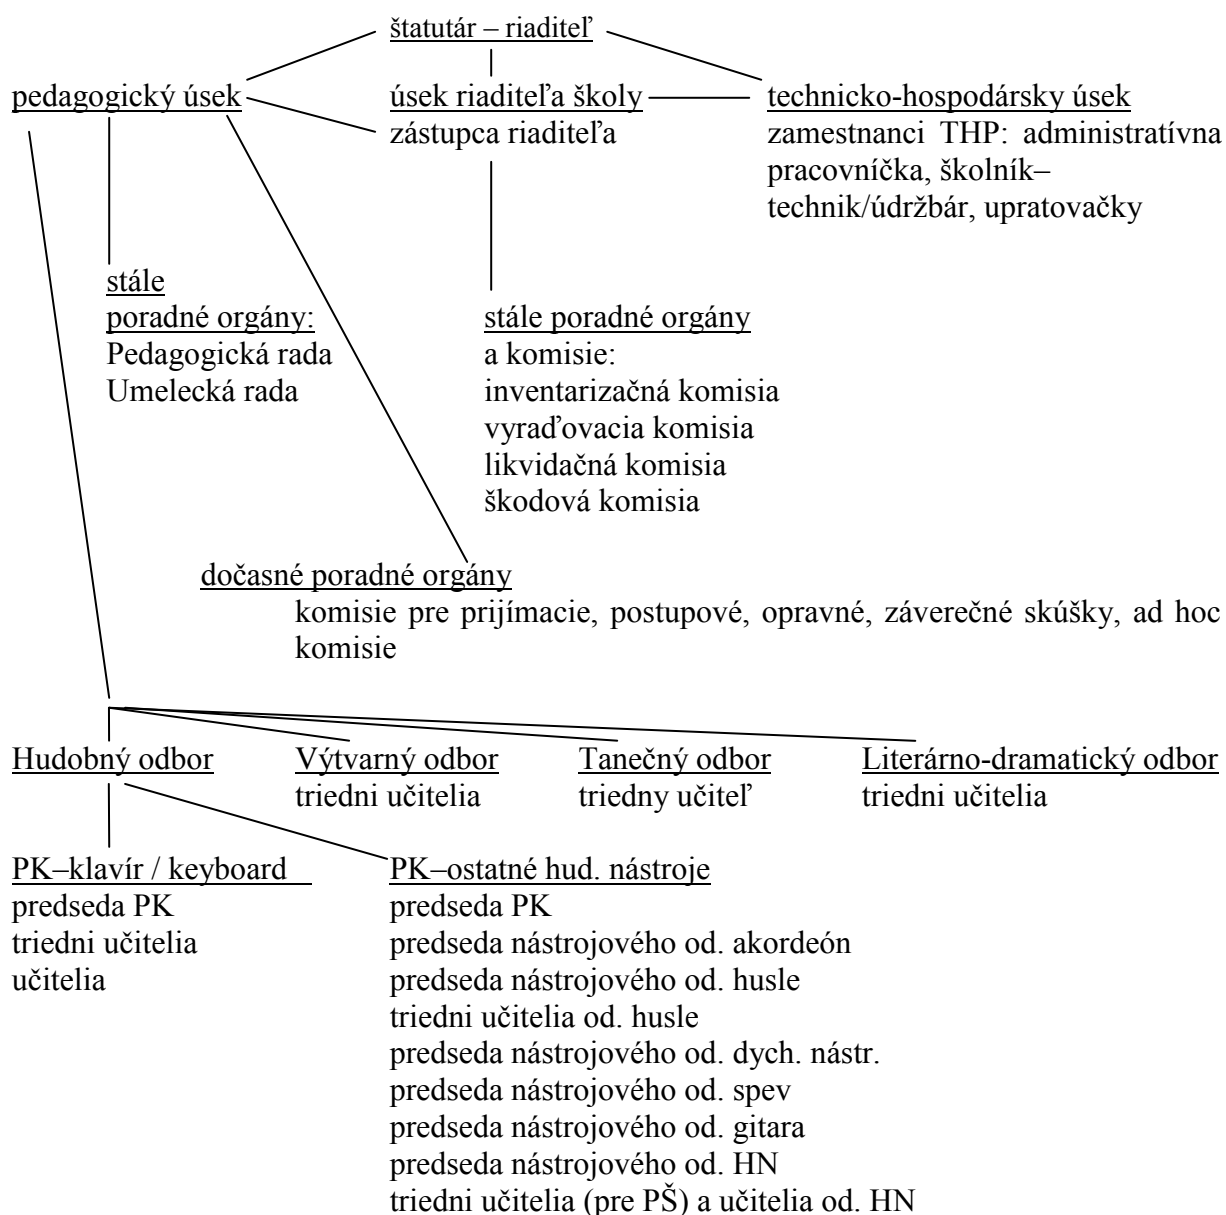 štatutár – riaditeľ
pedagogický úsek
úsek riaditeľa školy
zástupca riaditeľa
technicko-hospodársky úsek
zamestnanci THP: administratívna
pracovníčka, školník–
technik/údržbár, upratovačky
stále
poradné orgány:
Pedagogická rada
Umelecká rada
stále poradné orgány
a komisie:
inventarizačná komisia
vyraďovacia komisia
likvidačná komisia
škodová komisia
dočasné poradné orgány
komisie pre prijímacie, postupové, opravné, záverečné skúšky, ad hoc
komisie
Hudobný odbor
Výtvarný odbor
triedni učitelia
Tanečný odbor
triedny učiteľ
Literárno-dramatický odbor
triedni učitelia
PK–klavír / keyboard
predseda PK
triedni učitelia
učitelia
PK–ostatné hud. nástroje
predseda PK
predseda nástrojového od. akordeón
predseda nástrojového od. husle
triedni učitelia od. husle
predseda nástrojového od. dych. nástr.
predseda nástrojového od. spev
predseda nástrojového od. gitara
predseda nástrojového od. HN
triedni učitelia (pre PŠ) a učitelia od. HN